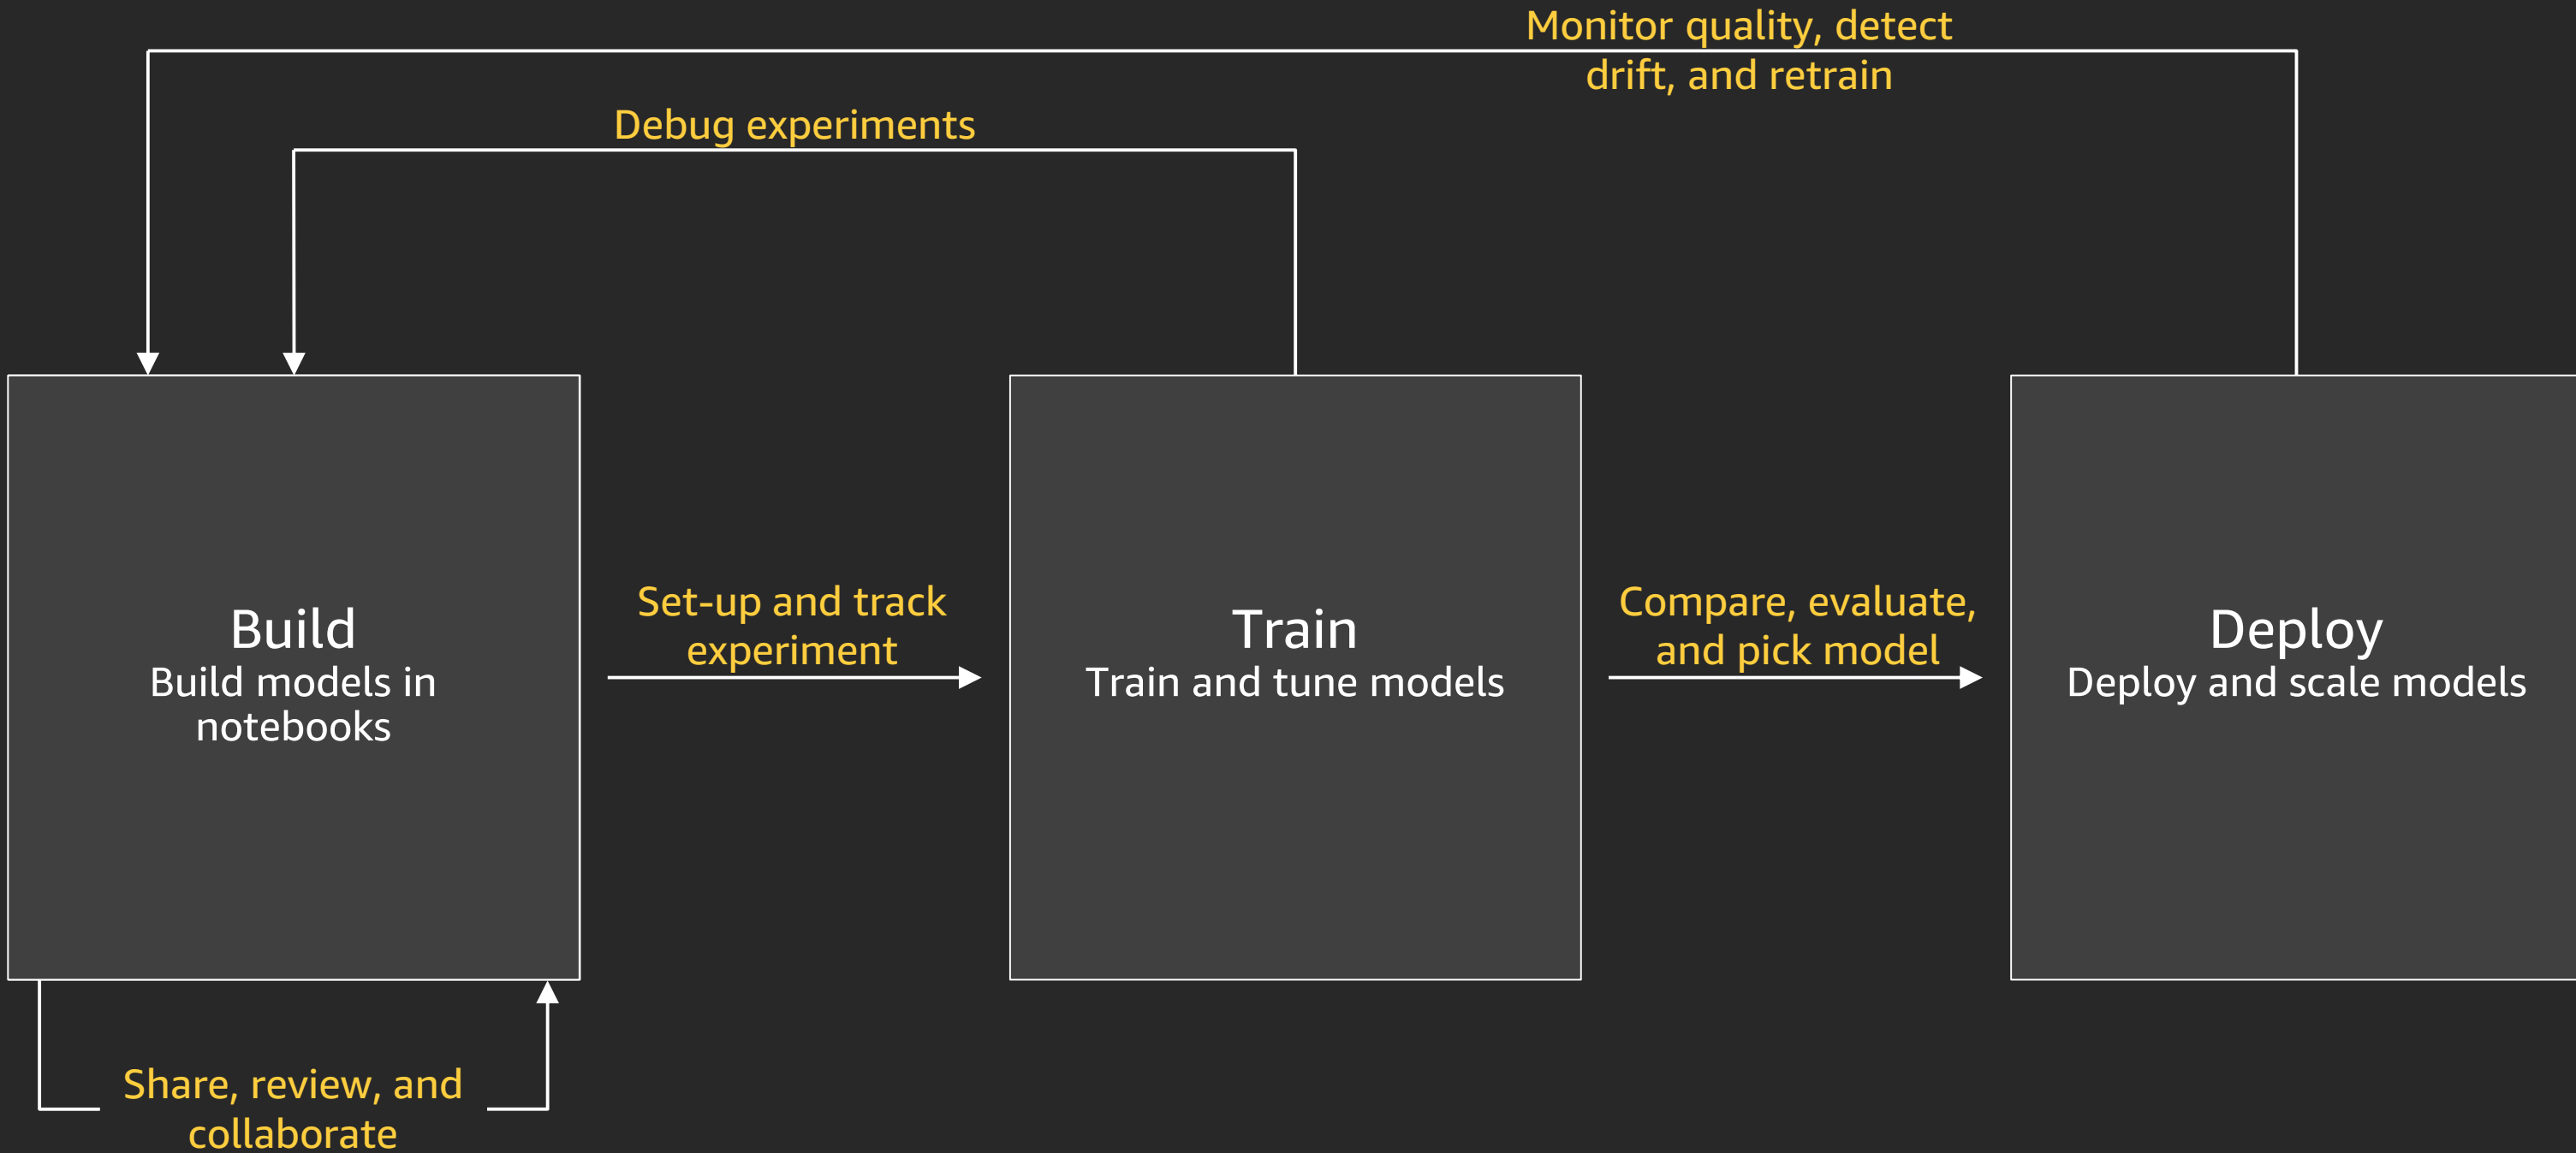 Monitor quality, detect
drift, and retrain
Debug experiments
Build
Build models in
notebooks
Set-up and track
experiment
Train
Train and tune models
Compare, evaluate,
and pick model
Deploy
Deploy and scale models
Share, review, and
collaborate